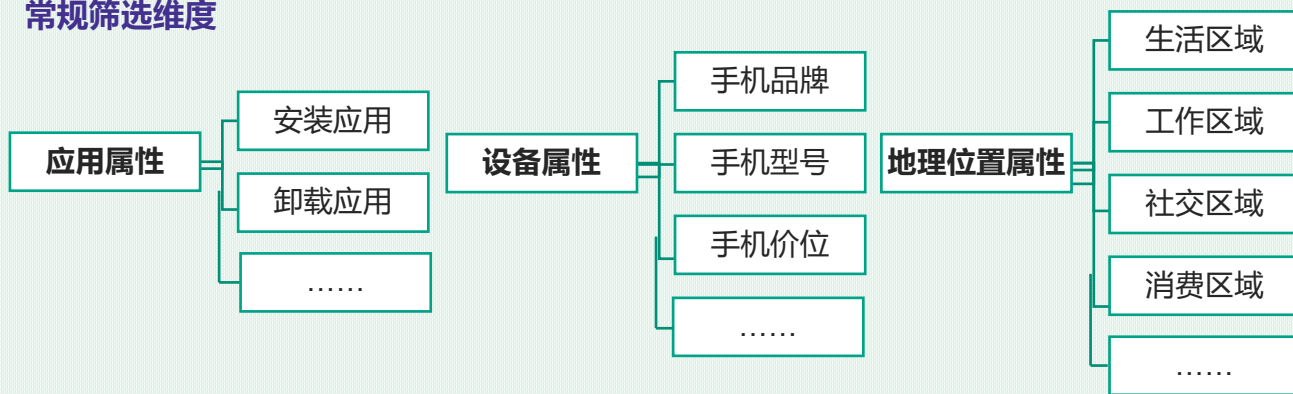 常规筛选维度
应用属性
安装应用
卸载应用
……
设备属性
手机品牌
手机型号
手机价位
……
地理位置属性
生活区域
工作区域
社交区域
消费区域
……